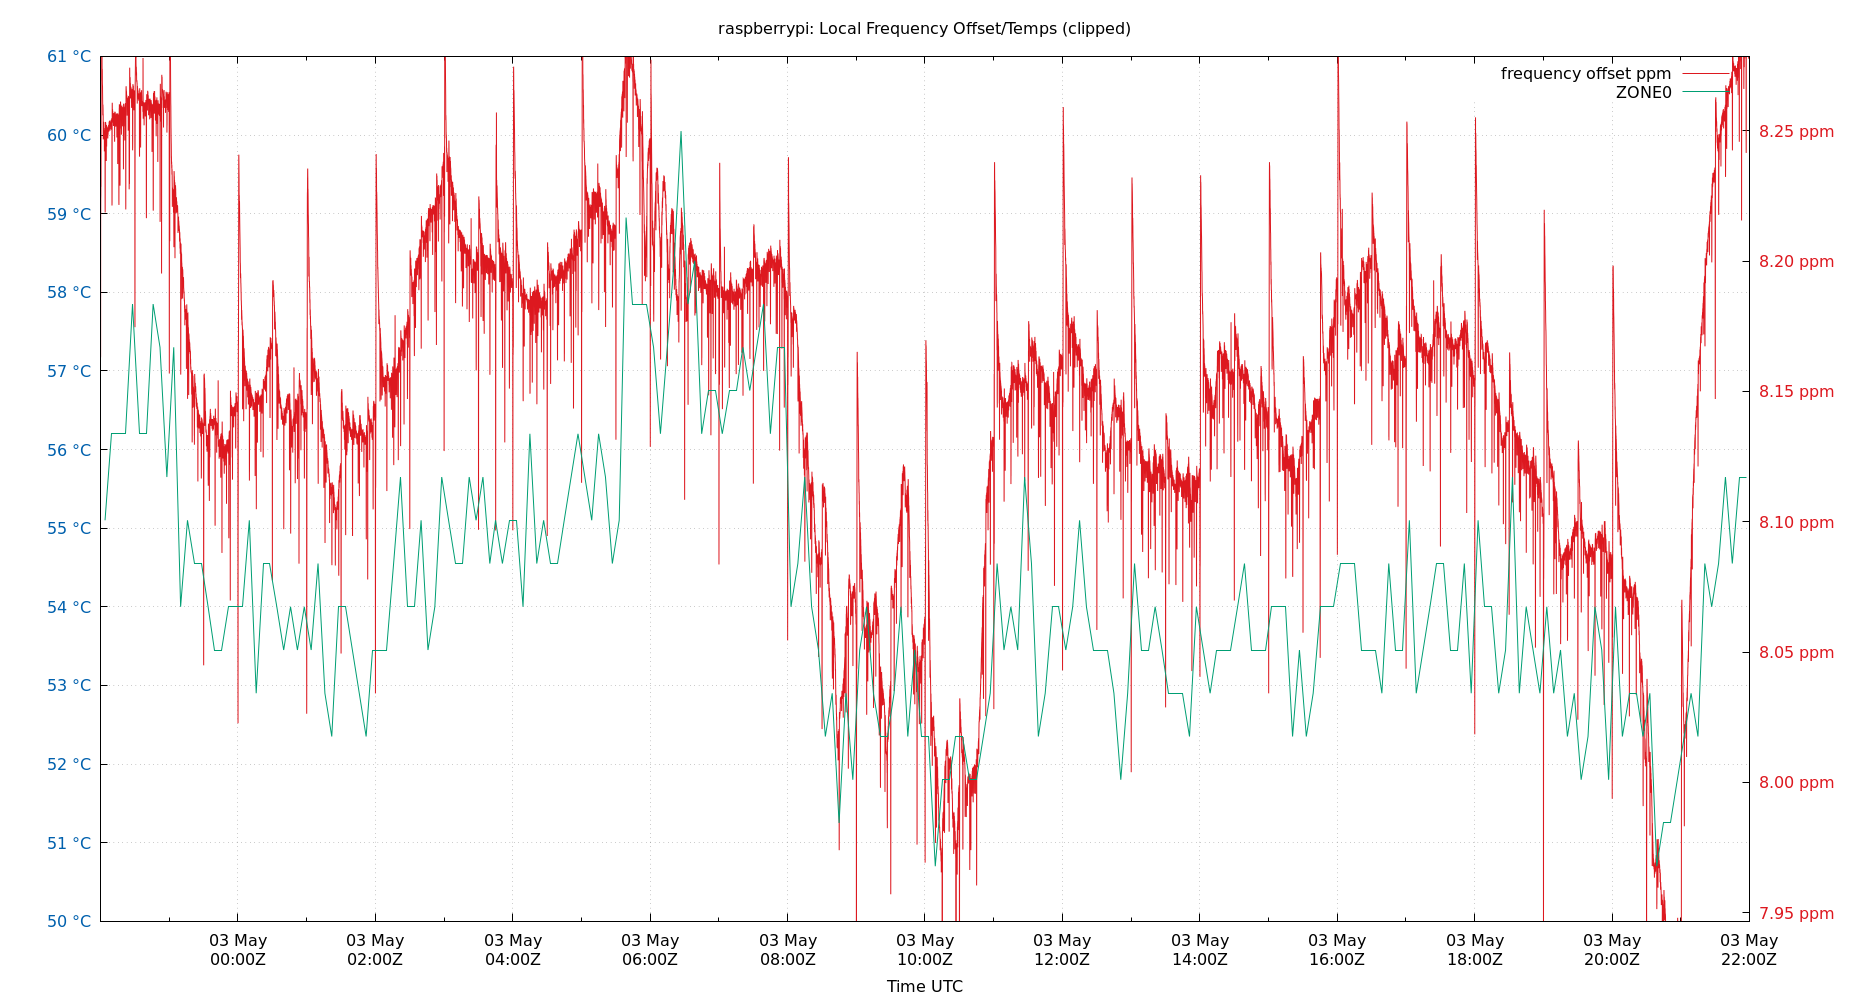 raspberrypi: Local Frequency Offset/Temps (clipped)
61 °C
60 °C
59 °C
58 °C
57 °C
56 °C
55 °C
54 °C
53 °C
52 °C
51 °C
50 °C
frequency offset ppm
ZONE0
8.25 ppm
8.20 ppm
8.15 ppm
8.10 ppm
8.05 ppm
8.00 ppm
7.95 ppm
03 May 03 May 03 May 03 May 03 May 03 May 03 May 03 May 03 May 03 May 03 May 03 May
00:00Z 02:00Z 04:00Z 06:00Z 08:00Z 10:00Z 12:00Z 14:00Z 16:00Z 18:00Z 20:00Z 22:00Z
Time UTC